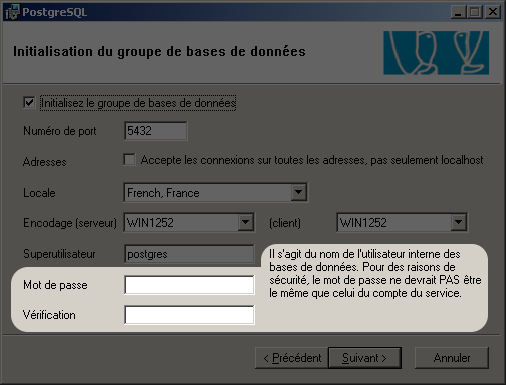 PostgreSQL
Initialisation du groupe de bases de données
Initialisez le groupe de bases de données
Numéro de port 5432
Adresses Accepte les connexions sur toutes les adresses, pas seulement localhost
Locale French, France
Encodage (serveur) WIN1252 (client) WIN1252
Superutilisateur postgres
Il s'agit du nom de l'utilisateur interne des
bases de données. Pour des raisons de
sécurité, le mot de passe ne devrait PAS être
le même que celui du compte du service.
Mot de passe
Vérification
< Précédent Suivant > Annuler